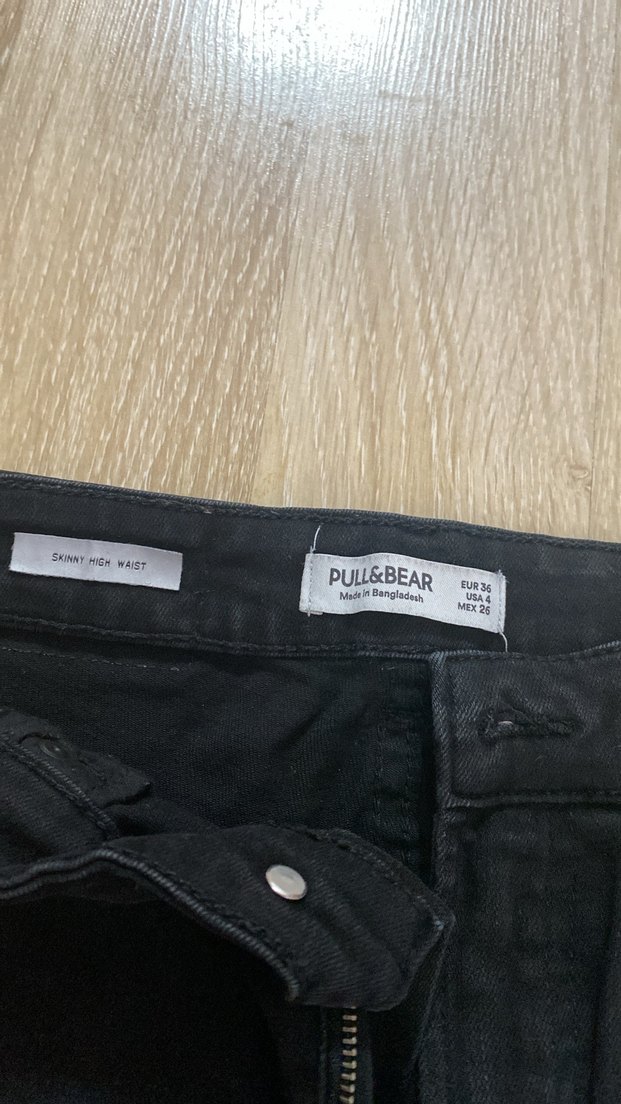 SKINNY HIGH WAIST
PULL&BEAR
Made in Bangladesh
EUR 36
USA 4
MEX 26